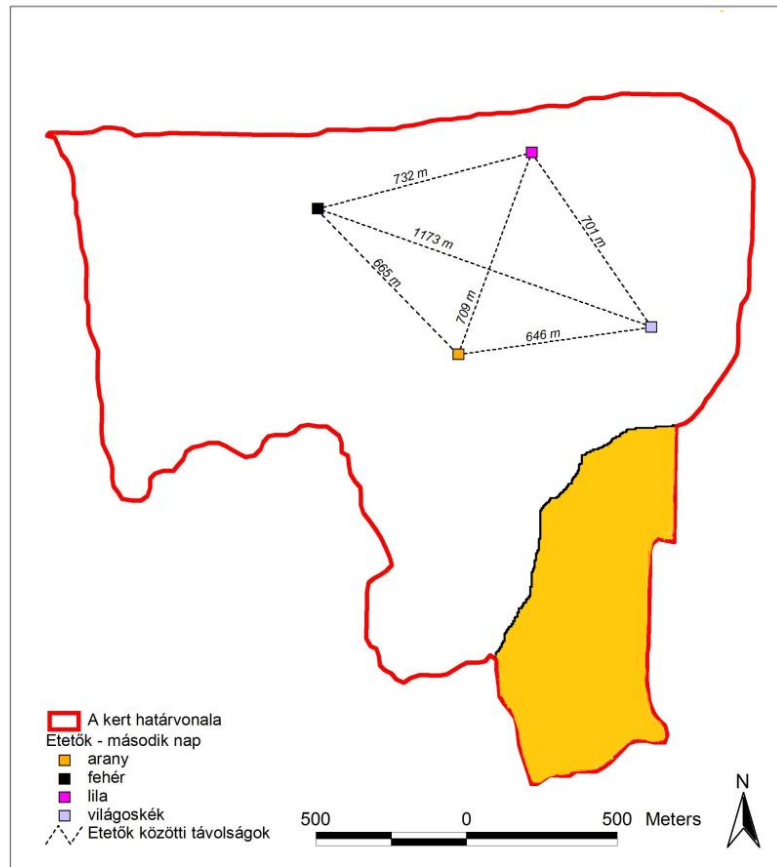 732 m
1173 m
701 m
665 m
709 m
646 m
A kert határvonala
Etetők - második nap
arany
fehér
lila
világoskék
Etetők közötti távolságok
500 0 500 Meters
N